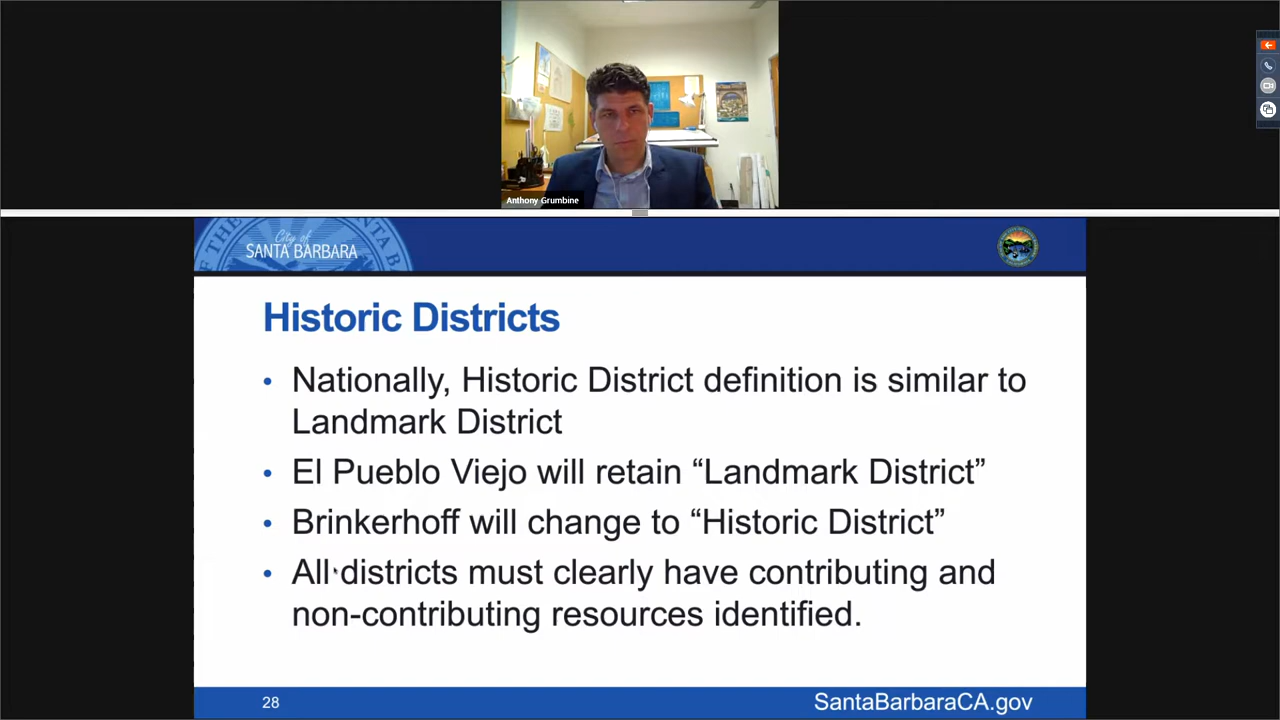 Anthony Grumbine
City of
SANTA BARBARA
Historic Districts
• Nationally, Historic District definition is similar to
Landmark District
• El Pueblo Viejo will retain “Landmark District”
• Brinkerhoff will change to “Historic District”
• All districts must clearly have contributing and
non-contributing resources identified.
28
SantaBarbaraCA.gov